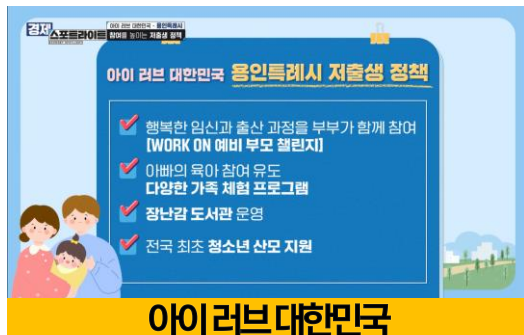 경제스포트라이트
아이 러브 대한민국 - 용인특례시
참여를 높이는 저출생 정책
아이 러브 대한민국 용인특례시 저출생 정책
행복한 임신과 출산 과정을 부부가 함께 참여
[WORK ON 예비 부모 챌린지]
아빠의 육아 참여 유도
다양한 가족 체험 프로그램
장난감 도서관 운영
전국 최초 청소년 산모 지원
아이 러브 대한민국